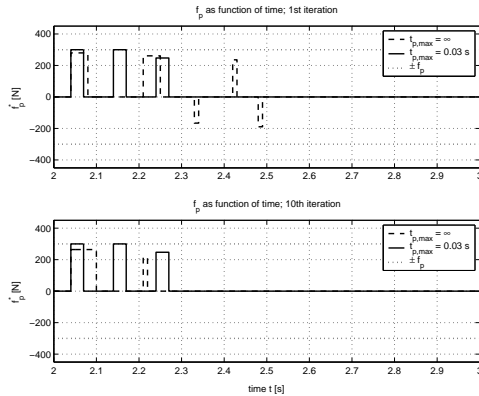 f_p as function of time; 1st iteration
f_p^* [N]
400
200
0
−200
−400
t_p,max = ∞
t_p,max = 0.03 s
± f_p
2 2.1 2.2 2.3 2.4 2.5 2.6 2.7 2.8 2.9 3
f_p as function of time; 10th iteration
f_p^* [N]
400
200
0
−200
−400
t_p,max = ∞
t_p,max = 0.03 s
± f_p
2 2.1 2.2 2.3 2.4 2.5 2.6 2.7 2.8 2.9 3
time t [s]